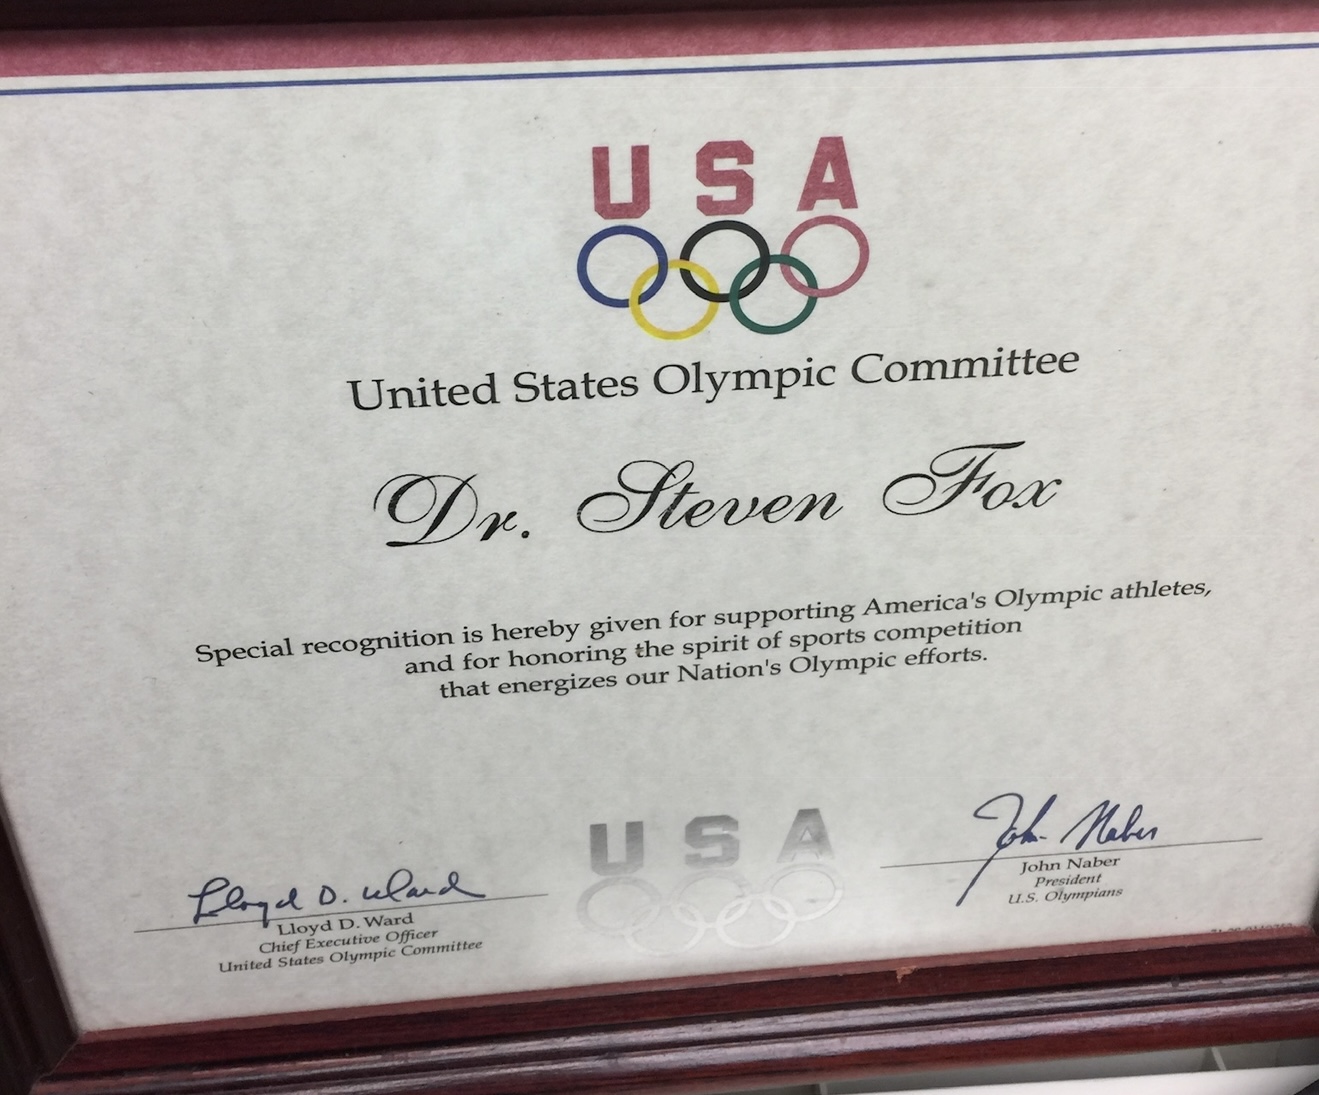 USA
United States Olympic Committee
Dr. Steven Fox
Special recognition is hereby given for supporting America's Olympic athletes,
and for honoring the spirit of sports competition
that energizes our Nation's Olympic efforts.
USA
Lloyd D. Ward
Lloyd D. Ward
Chief Executive Officer
United States Olympic Committee
John Naber
John Naber
President
U.S. Olympians